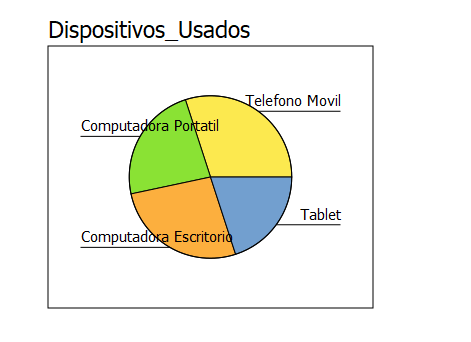 Dispositivos_Usados
Telefono Movil
Computadora Portatil
Tablet
Computadora Escritorio